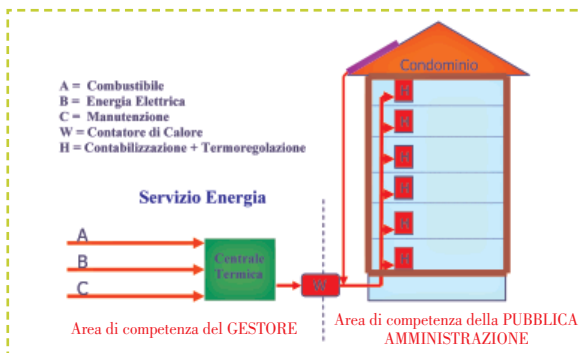 Condominio
A = Combustibile
B = Energia Elettrica
C = Manutenzione
W = Contatore di Calore
H = Contabilizzazione + Termoregolazione
H
H
H
H
H
H
Servizio Energia
A
B
C
Centrale
Termica
W
Area di competenza del GESTORE
Area di competenza della PUBBLICA
AMMINISTRAZIONE